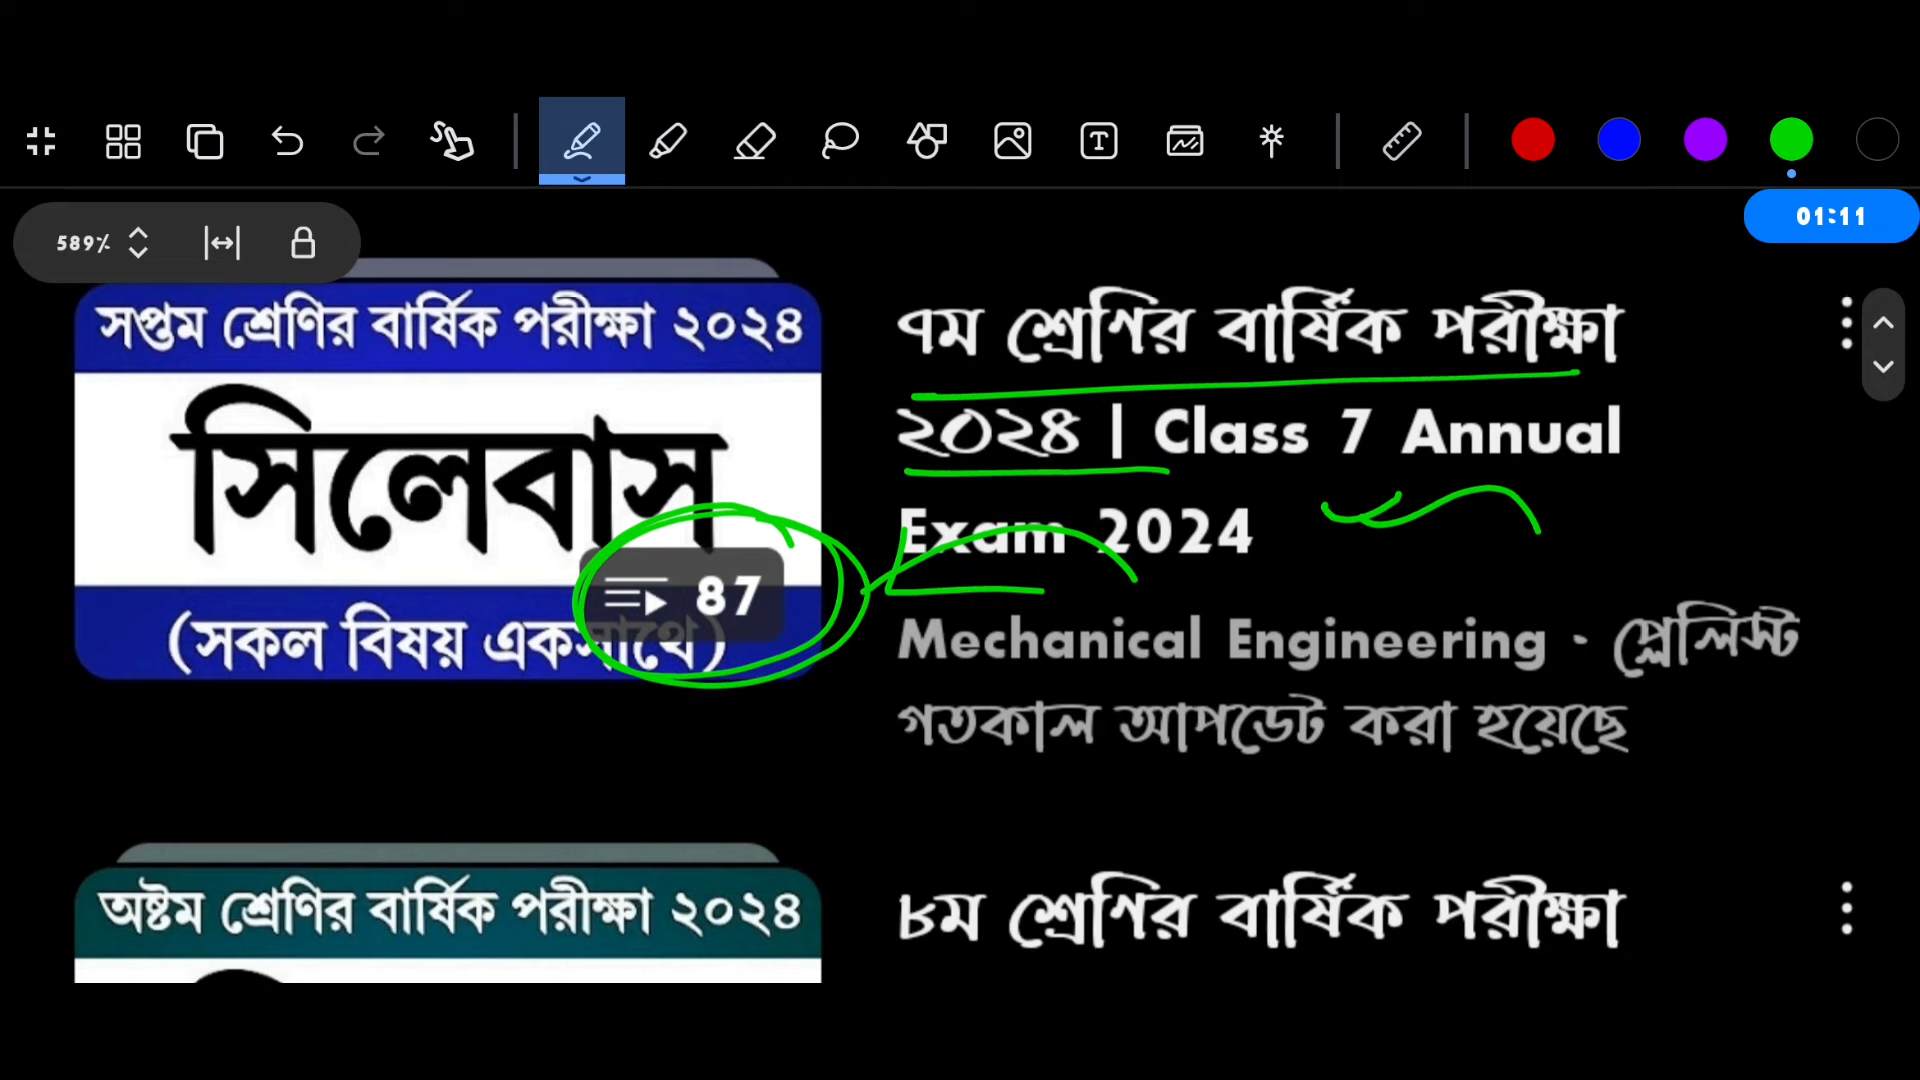 589%
01:11
সপ্তম শ্রেণির বার্ষিক পরীক্ষা ২০২৪
সিলেবাস
87
(সকল বিষয় একসাথে)
৭ম শ্রেণির বার্ষিক পরীক্ষা
২০২৪ | Class 7 Annual
Exam 2024
Mechanical Engineering · প্লেলিস্ট
গতকাল আপডেট করা হয়েছে
অষ্টম শ্রেণির বার্ষিক পরীক্ষা ২০২৪
৮ম শ্রেণির বার্ষিক পরীক্ষা